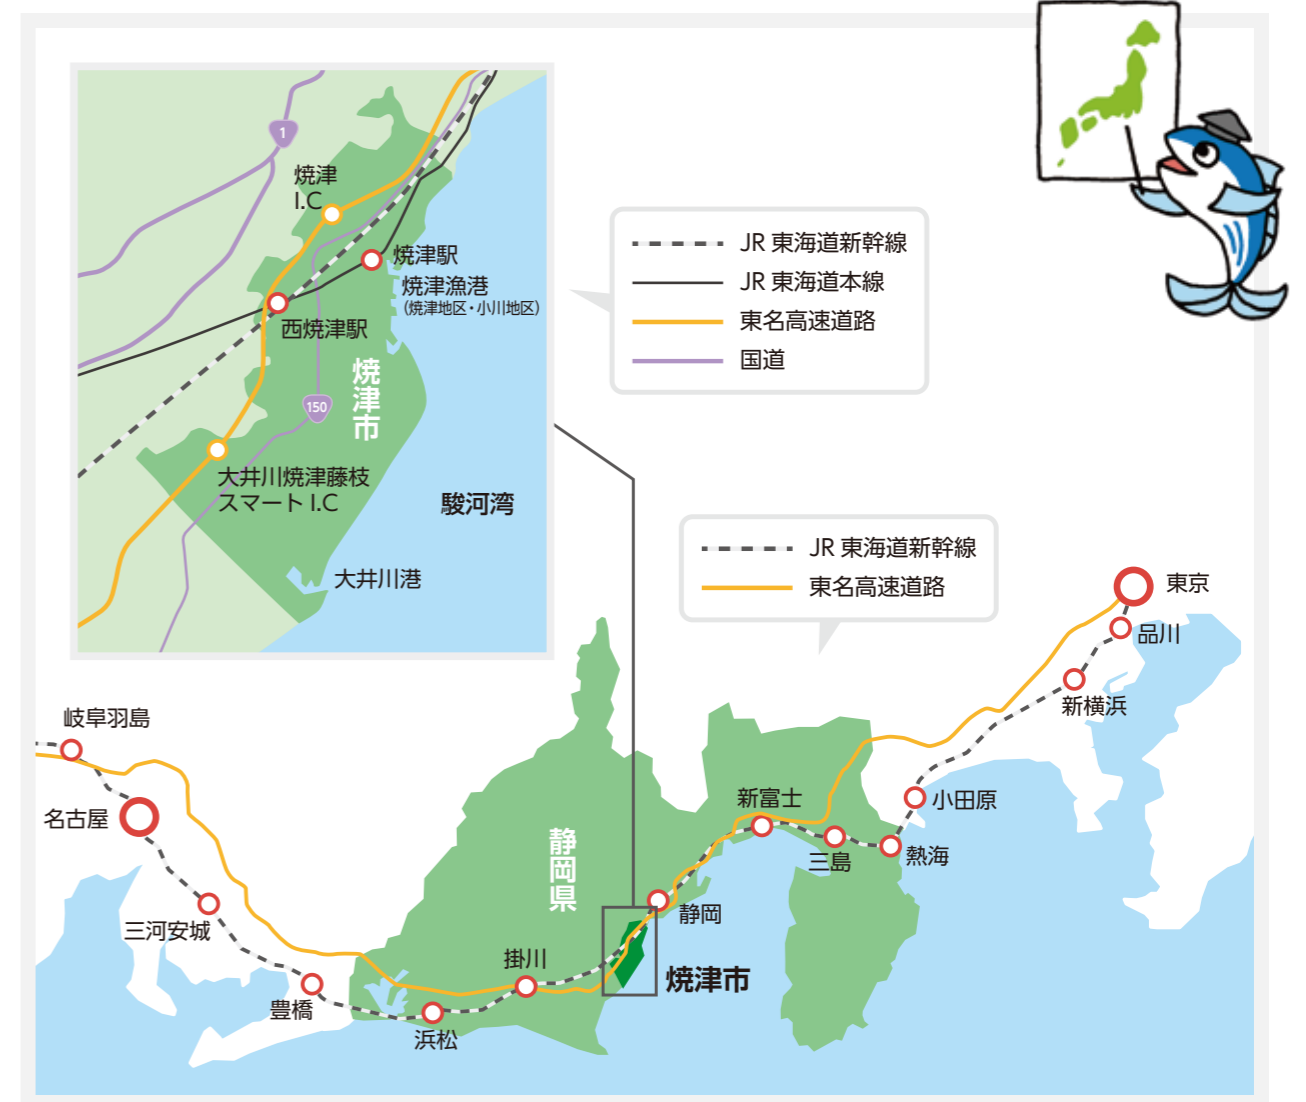 1
焼津
I.C
焼津駅
焼津漁港
(焼津地区・小川地区)
西焼津駅
焼津市
150
大井川焼津藤枝
スマート I.C
駿河湾
大井川港
JR 東海道新幹線
JR 東海道本線
東名高速道路
国道
JR 東海道新幹線
東名高速道路
東京
品川
新横浜
小田原
熱海
三島
新富士
静岡
焼津市
静岡県
掛川
浜松
豊橋
三河安城
名古屋
岐阜羽島